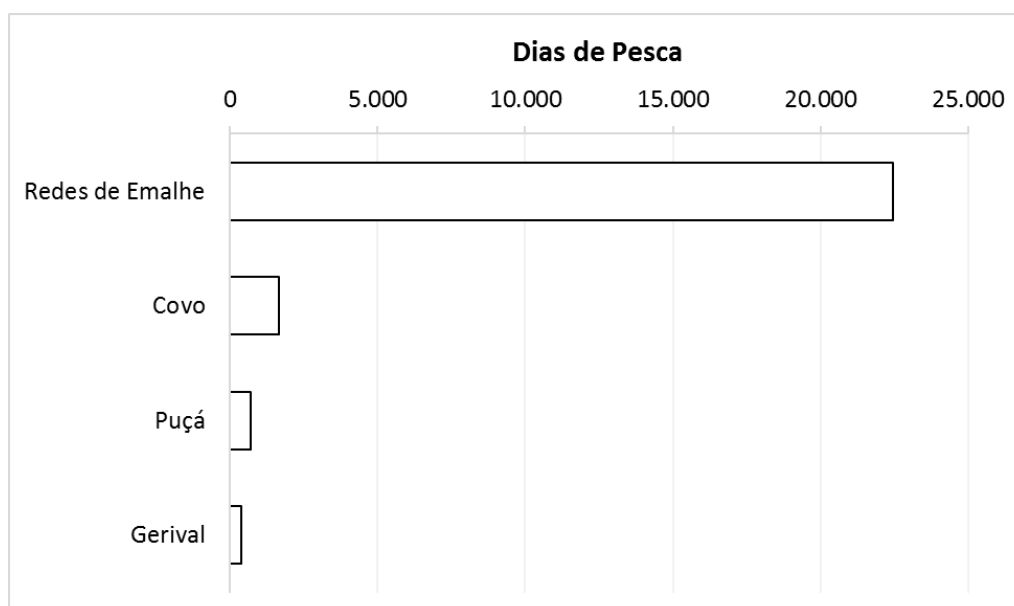 Dias de Pesca
0 5.000 10.000 15.000 20.000 25.000
Redes de Emalhe
Covo
Puçá
Gerival